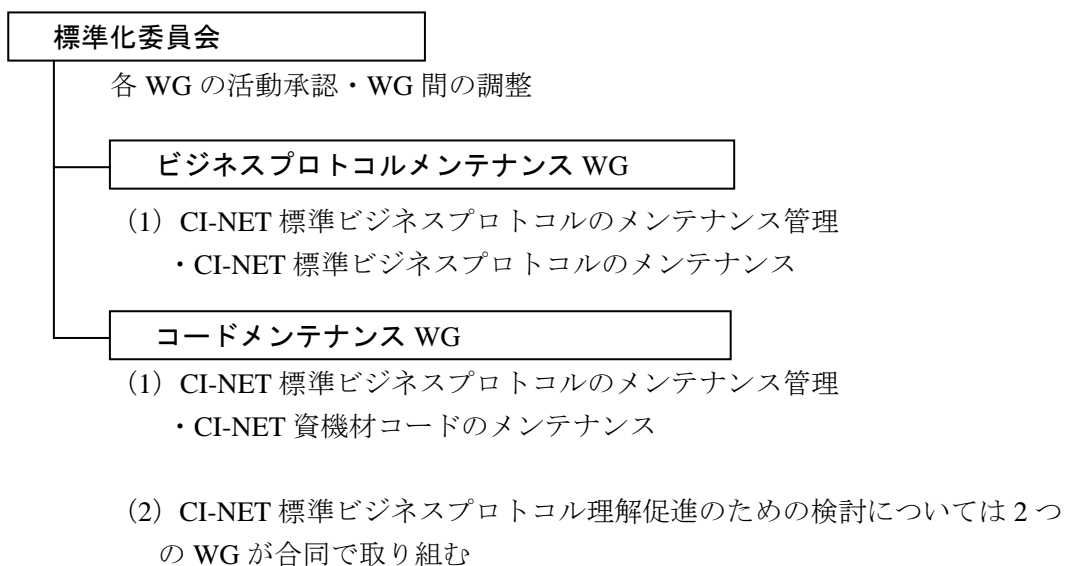 標準化委員会
各 WG の活動承認・WG 間の調整
ビジネスプロトコルメンテナンス WG
（1）CI-NET 標準ビジネスプロトコルのメンテナンス管理
・CI-NET 標準ビジネスプロトコルのメンテナンス
コードメンテナンス WG
（1）CI-NET 標準ビジネスプロトコルのメンテナンス管理
・CI-NET 資機材コードのメンテナンス
（2）CI-NET 標準ビジネスプロトコル理解促進のための検討については 2 つ
の WG が合同で取り組む